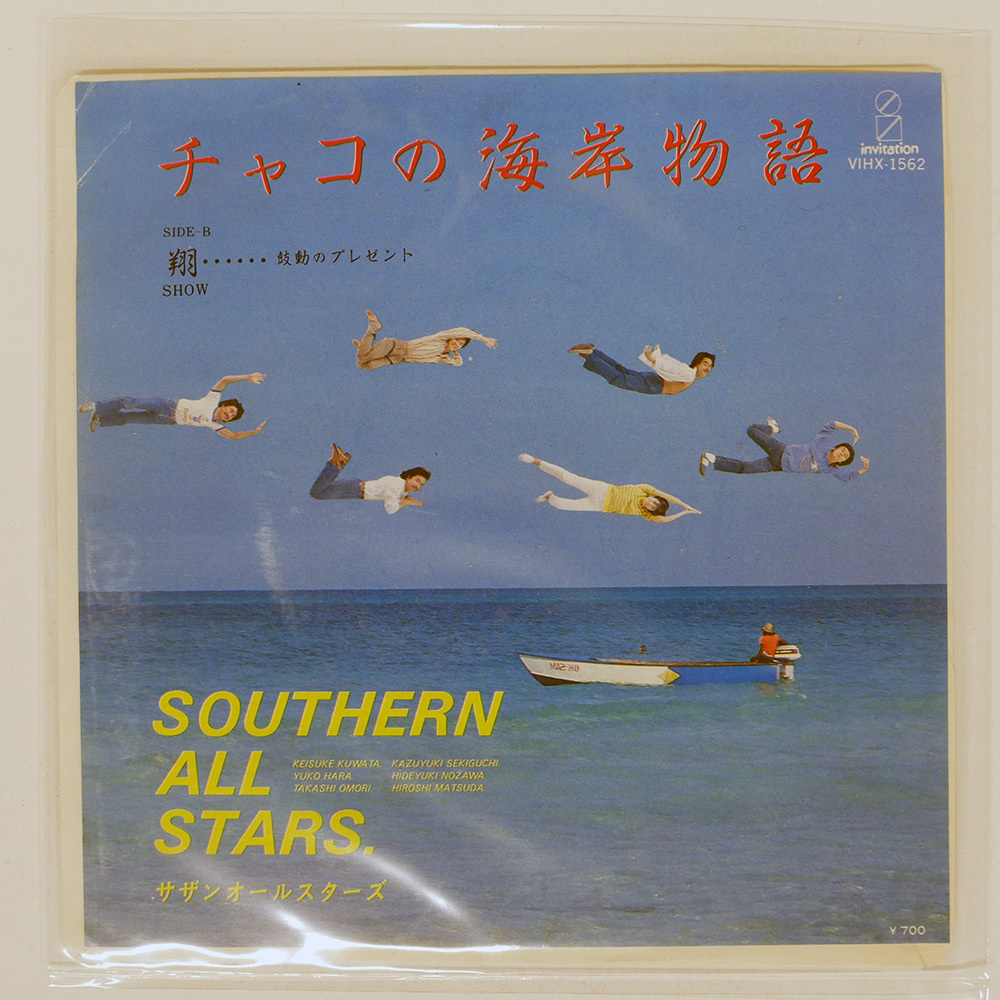 チャコの海岸物語
invitation
VIHX-1562
SIDE-B
翔……鼓動のプレゼント
SHOW
SOUTHERN
ALL
STARS.
KEISUKE KUWATA, KAZUYUKI SEKIGUCHI
YUKO HARA. HIDEYUKI NOZAWA
TAKASHI OMORI. HIROSHI MATSUDA.
サザンオールスターズ
¥700